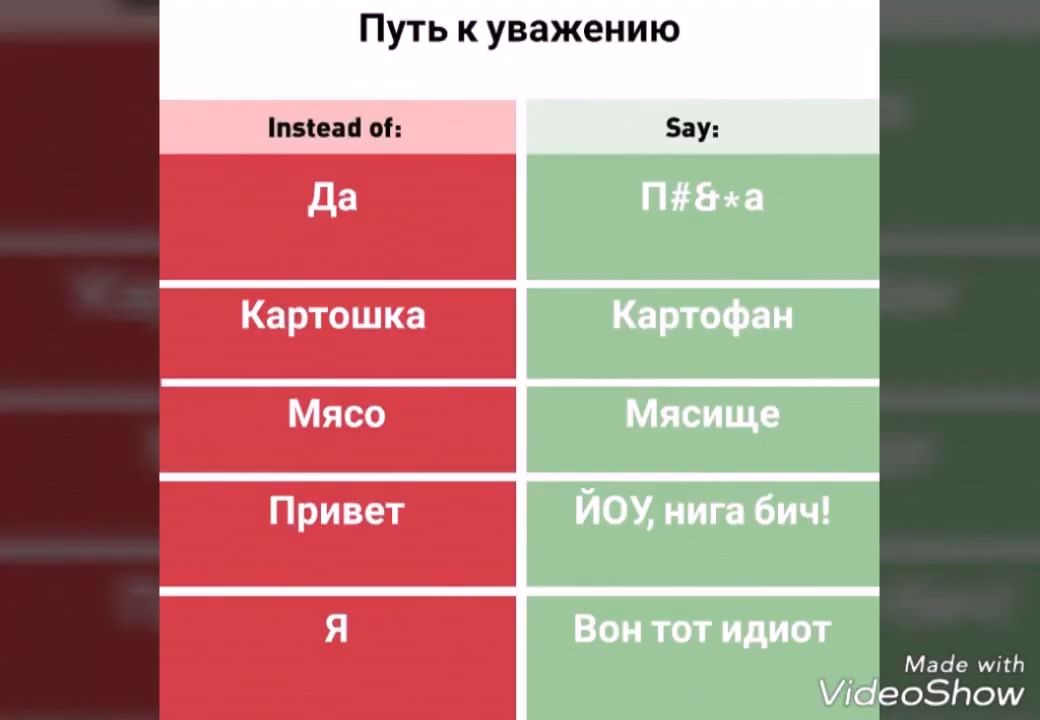 Путь к уважению
Instead of:
Say:
Да
П#&*а
Картошка
Картофан
Мясо
Мясище
Привет
ЙОУ, нига бич!
Я
Вон тот идиот
Made with
VideoShow